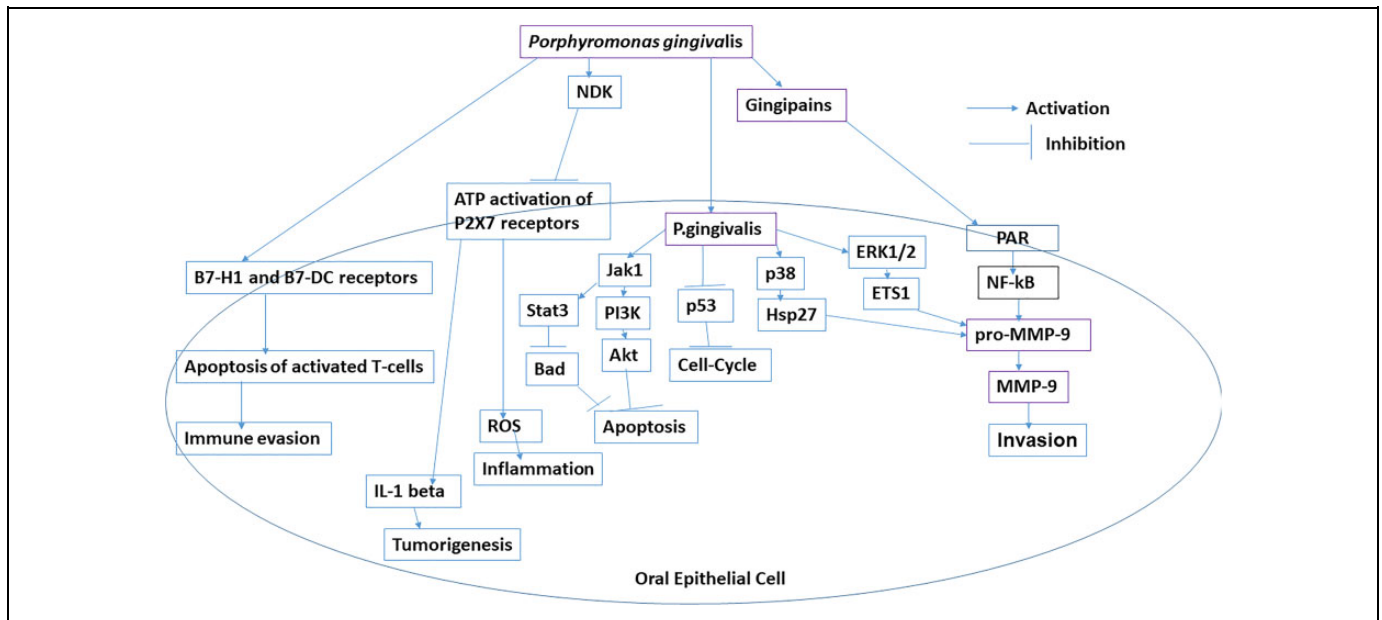 Porphyromonas gingivalis
NDK
Gingipains
Activation
Inhibition
ATP activation of
P2X7 receptors
P.gingivalis
PAR
B7-H1 and B7-DC receptors
Jak1
p38
ERK1/2
NF-kB
Stat3
PI3K
p53
Hsp27
ETS1
pro-MMP-9
Bad
Akt
Cell-Cycle
Apoptosis of activated T-cells
MMP-9
Immune evasion
ROS
Apoptosis
Invasion
Inflammation
IL-1 beta
Tumorigenesis
Oral Epithelial Cell